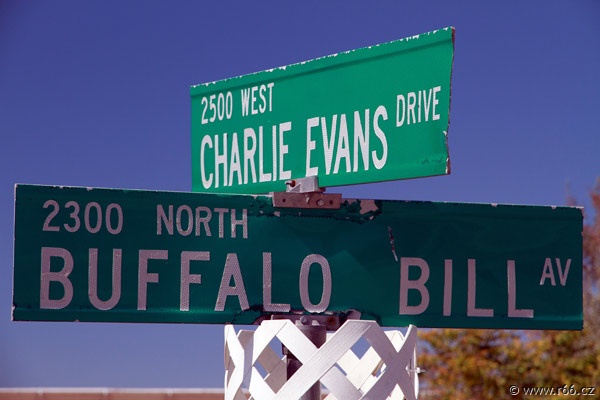 2500 WEST
CHARLIE EVANS DRIVE
2300 NORTH
BUFFALO BILL AV
© www.r66.cz